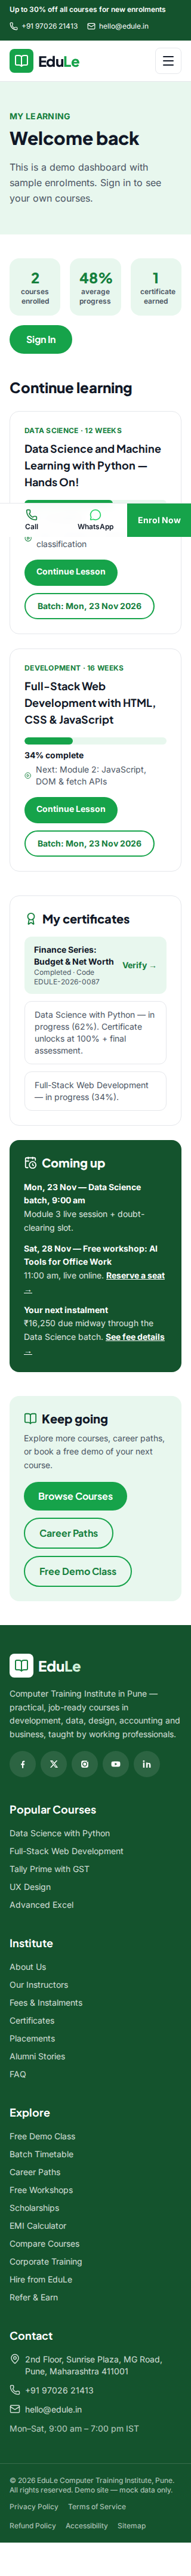 Up to 30% off all courses for new enrollments
+91 97026 21413 hello@edule.in
EduLe
MY LEARNING
Welcome back
This is a demo dashboard with
sample enrolments. Sign in to see
your own courses.
2
courses
enrolled
48%
average
progress
1
certificate
earned
Sign In
Continue learning
DATA SCIENCE · 12 WEEKS
Data Science and Machine
Learning with Python —
Hands On!
Call
WhatsApp
Enrol Now
classification
Continue Lesson
Batch: Mon, 23 Nov 2026
DEVELOPMENT · 16 WEEKS
Full-Stack Web
Development with HTML,
CSS & JavaScript
34% complete
Next: Module 2: JavaScript,
DOM & fetch APIs
Continue Lesson
Batch: Mon, 23 Nov 2026
My certificates
Finance Series:
Budget & Net Worth
Completed · Code
EDULE-2026-0087
Verify →
Data Science with Python — in
progress (62%). Certificate
unlocks at 100% + final
assessment.
Full-Stack Web Development
— in progress (34%).
Coming up
Mon, 23 Nov — Data Science
batch, 9:00 am
Module 3 live session + doubt-
clearing slot.
Sat, 28 Nov — Free workshop: AI
Tools for Office Work
11:00 am, live online. Reserve a seat
→
Your next instalment
₹16,250 due midway through the
Data Science batch. See fee details
→
Keep going
Explore more courses, career paths,
or book a free demo of your next
course.
Browse Courses
Career Paths
Free Demo Class
EduLe
Computer Training Institute in Pune —
practical, job-ready courses in
development, data, design, accounting and
business, taught by working professionals.
Popular Courses
Data Science with Python
Full-Stack Web Development
Tally Prime with GST
UX Design
Advanced Excel
Institute
About Us
Our Instructors
Fees & Instalments
Certificates
Placements
Alumni Stories
FAQ
Explore
Free Demo Class
Batch Timetable
Career Paths
Free Workshops
Scholarships
EMI Calculator
Compare Courses
Corporate Training
Hire from EduLe
Refer & Earn
Contact
2nd Floor, Sunrise Plaza, MG Road,
Pune, Maharashtra 411001
+91 97026 21413
hello@edule.in
Mon–Sat, 9:00 am – 7:00 pm IST
© 2026 EduLe Computer Training Institute, Pune.
All rights reserved. Demo site — mock data only.
Privacy Policy Terms of Service
Refund Policy Accessibility Sitemap